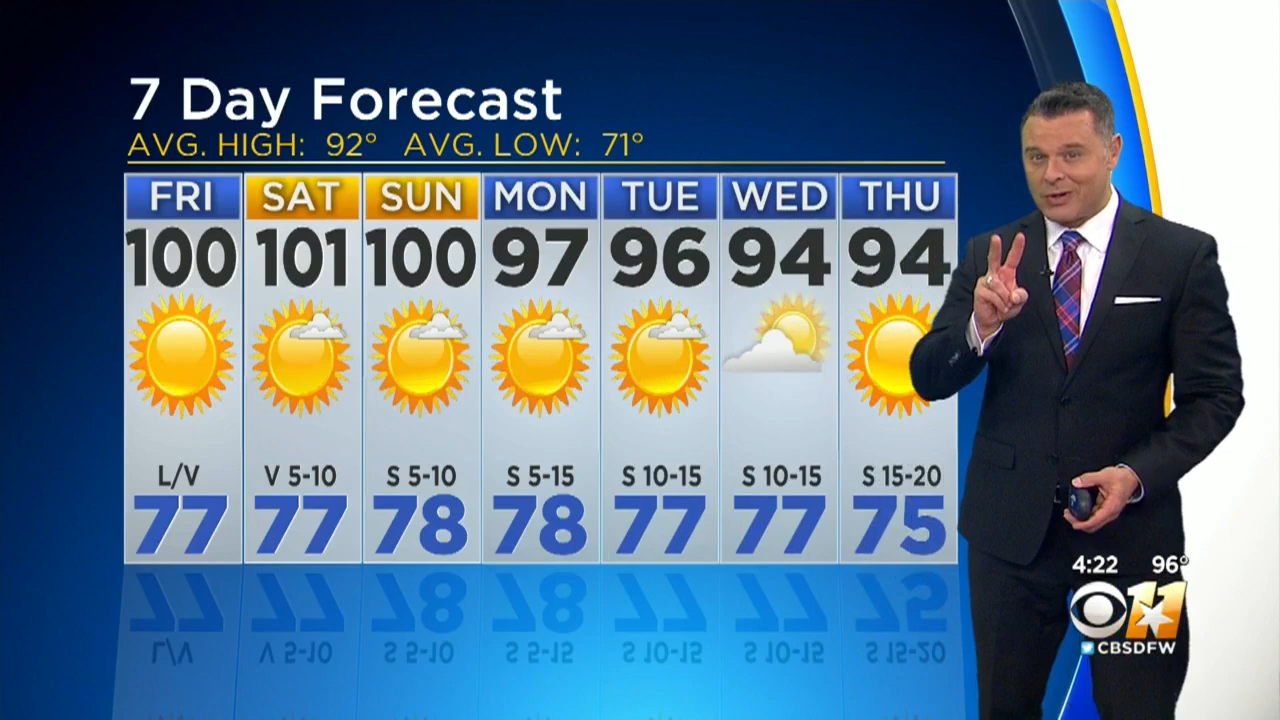 7 Day Forecast
AVG. HIGH: 92° AVG. LOW: 71°
FRI SAT SUN MON TUE WED THU
100 101 100 97 96 94 94
L/V V 5-10 S 5-10 S 5-15 S 10-15 S 10-15 S 15-20
77 77 78 78 77 77 75
4:22 96°
11
CBSDFW